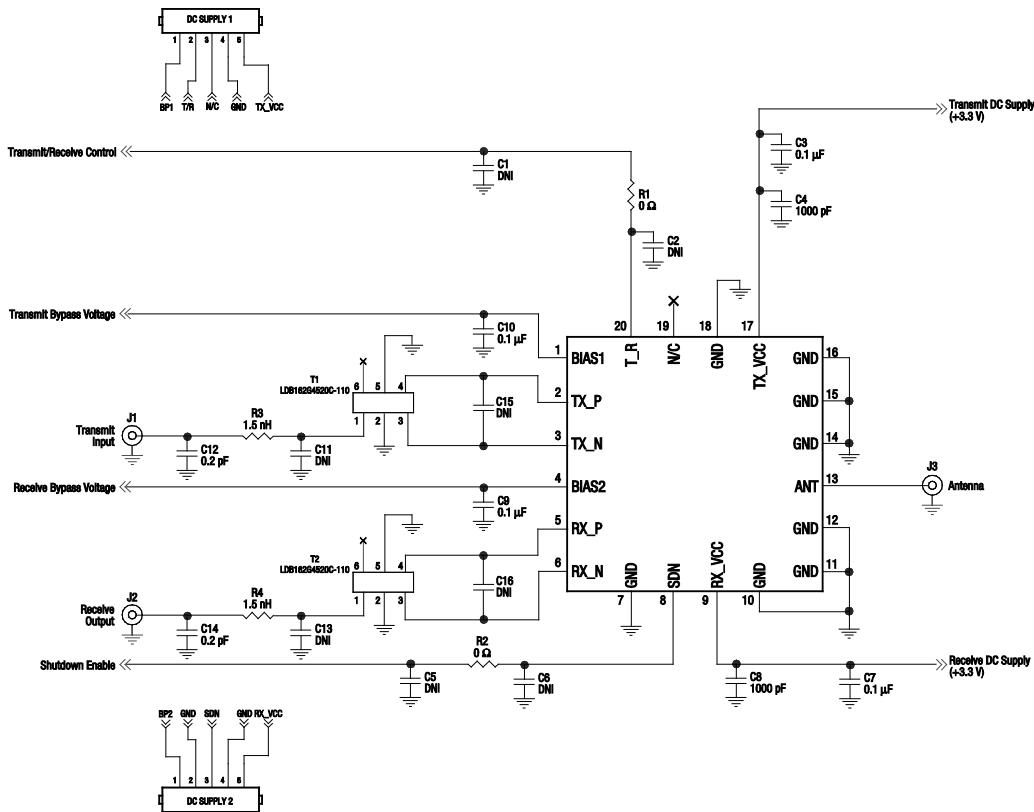 DC SUPPLY 1
1 2 3 4 5
BP1 T/R N/C GND TX_VCC
Transmit DC Supply
(+3.3 V)
Transmit/Receive Control
C1
DNI
C3
0.1 µF
R1
0 Ω
C4
1000 pF
C2
DNI
Transmit Bypass Voltage
C10
0.1 µF
20 19 18 17
T_R N/C GND TX_VCC
1 BIAS1
GND 16
T1
LDB182G4520C-110
6 5 4
1 2 3
C15
DNI
2 TX_P
GND 15
J1
Transmit
Input
R3
1.5 nH
C12
0.2 pF
C11
DNI
3 TX_N
GND 14
Receive Bypass Voltage
C9
0.1 µF
4 BIAS2
ANT 13
J3
Antenna
T2
LDB182G4520C-110
6 5 4
1 2 3
C16
DNI
5 RX_P
GND 12
6 RX_N
GND 11
GND SDN RX_VCC GND
7 8 9 10
J2
Receive
Output
R4
1.5 nH
C14
0.2 pF
C13
DNI
Shutdown Enable
R2
0 Ω
C5
DNI
C6
DNI
C8
1000 pF
C7
0.1 µF
Receive DC Supply
(+3.3 V)
BP2 GND SDN GND RX_VCC
1 2 3 4 5
DC SUPPLY 2